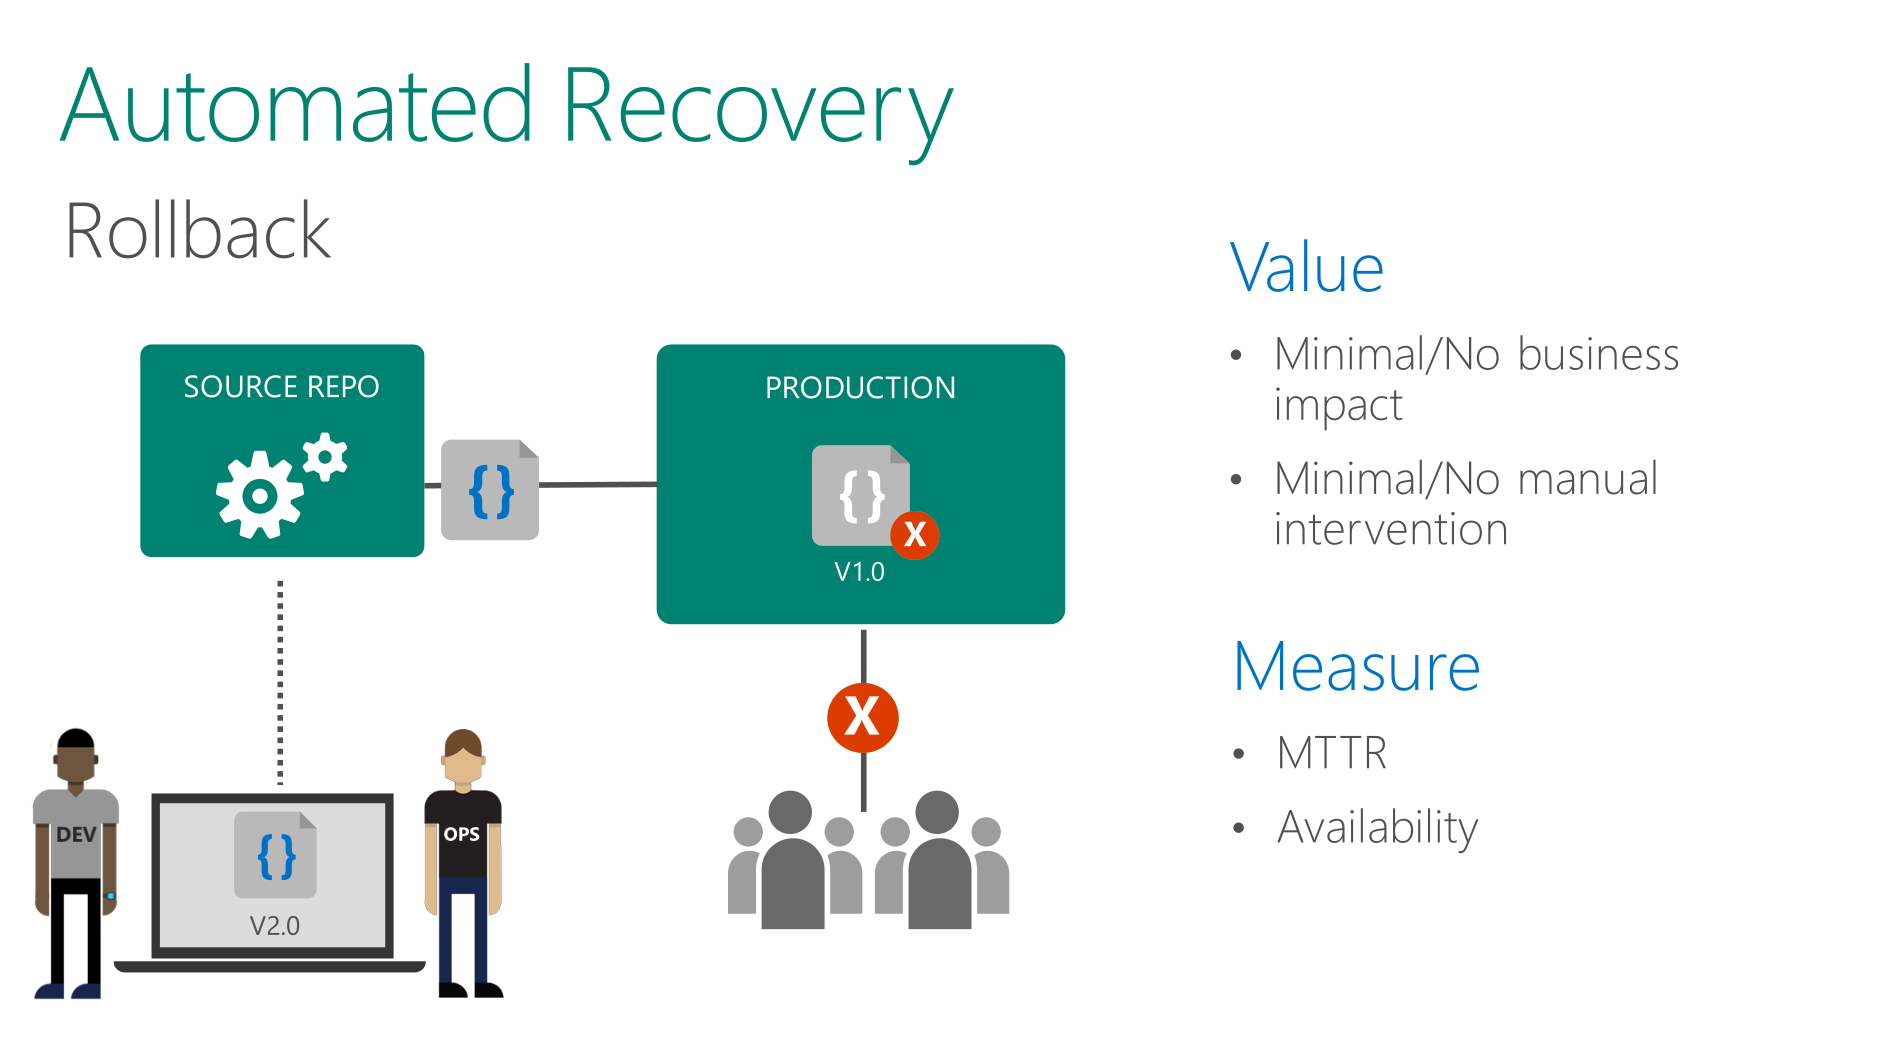 Automated Recovery
Rollback
SOURCE REPO
{}
PRODUCTION
{}
X
V1.0
X
DEV
{}
V2.0
OPS
Value
• Minimal/No business
impact
• Minimal/No manual
intervention
Measure
• MTTR
• Availability